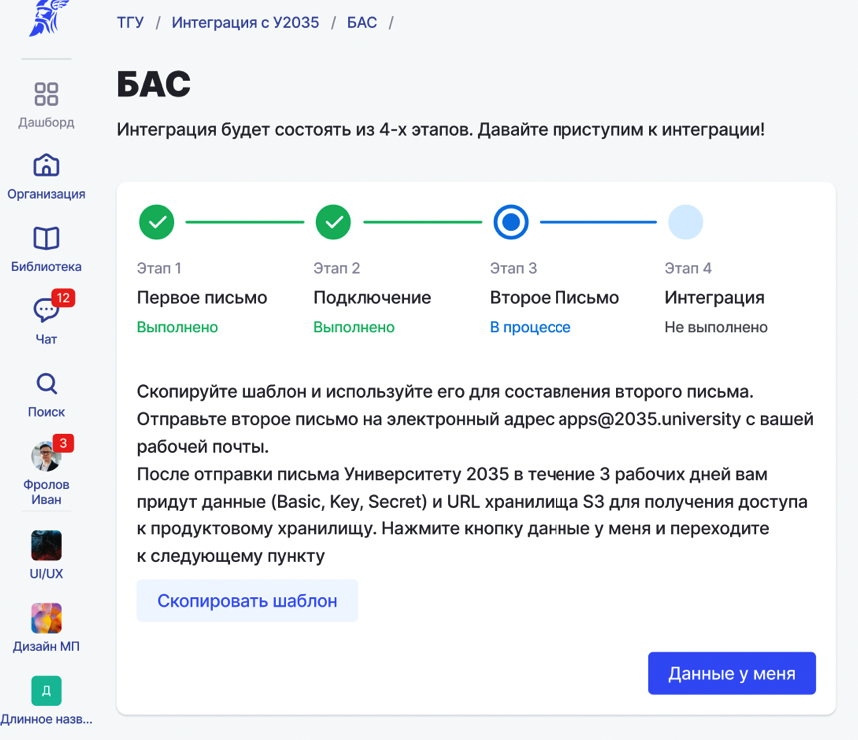 ТГУ / Интеграция с У2035 / БАС /
БАС
Интеграция будет состоять из 4-х этапов. Давайте приступим к интеграции!
Дашборд
Организация
Библиотека
12
Чат
Поиск
3
Фролов
Иван
UI/UX
Дизайн МП
Д
Длинное назв...
Этап 1
Первое письмо
Выполнено
Этап 2
Подключение
Выполнено
Этап 3
Второе Письмо
В процессе
Этап 4
Интеграция
Не выполнено
Скопируйте шаблон и используйте его для составления второго письма.
Отправьте второе письмо на электронный адрес apps@2035.university с вашей
рабочей почты.
После отправки письма Университету 2035 в течение 3 рабочих дней вам
придут данные (Basic, Key, Secret) и URL хранилища S3 для получения доступа
к продуктовому хранилищу. Нажмите кнопку данные у меня и переходите
к следующему пункту
Скопировать шаблон
Данные у меня